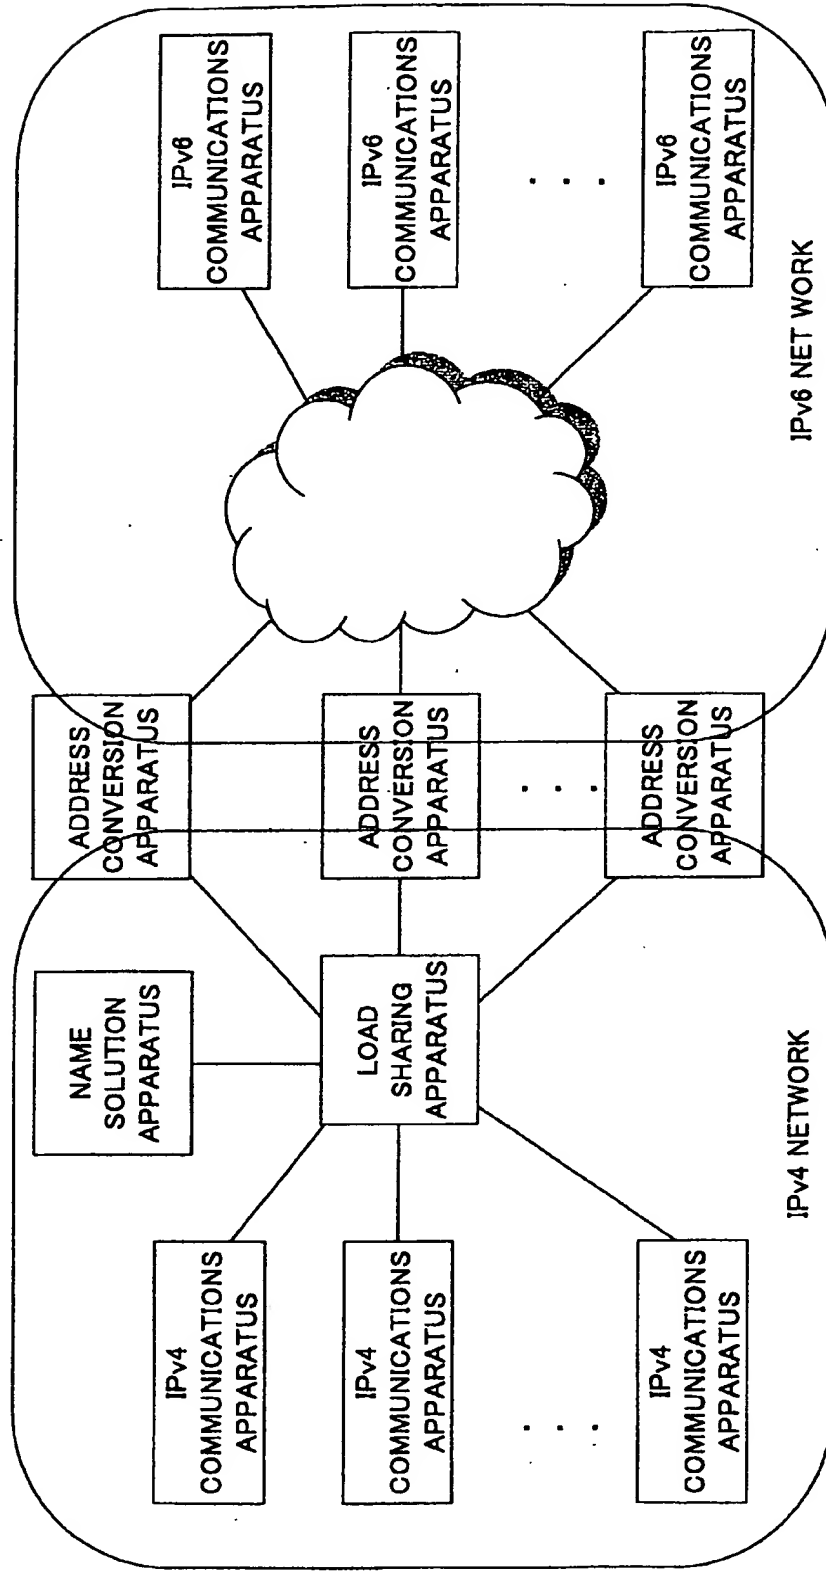 NAME
SOLUTION
APPARATUS
ADDRESS
CONVERSION
APPARATUS
IPv4
COMMUNICATIONS
APPARATUS
IPv6
COMMUNICATIONS
APPARATUS
IPv4
COMMUNICATIONS
APPARATUS
LOAD
SHARING
APPARATUS
ADDRESS
CONVERSION
APPARATUS
IPv6
COMMUNICATIONS
APPARATUS
. . .
. . .
. . .
IPv4
COMMUNICATIONS
APPARATUS
ADDRESS
CONVERSION
APPARATUS
IPv6
COMMUNICATIONS
APPARATUS
IPv4 NETWORK
IPv6 NET WORK